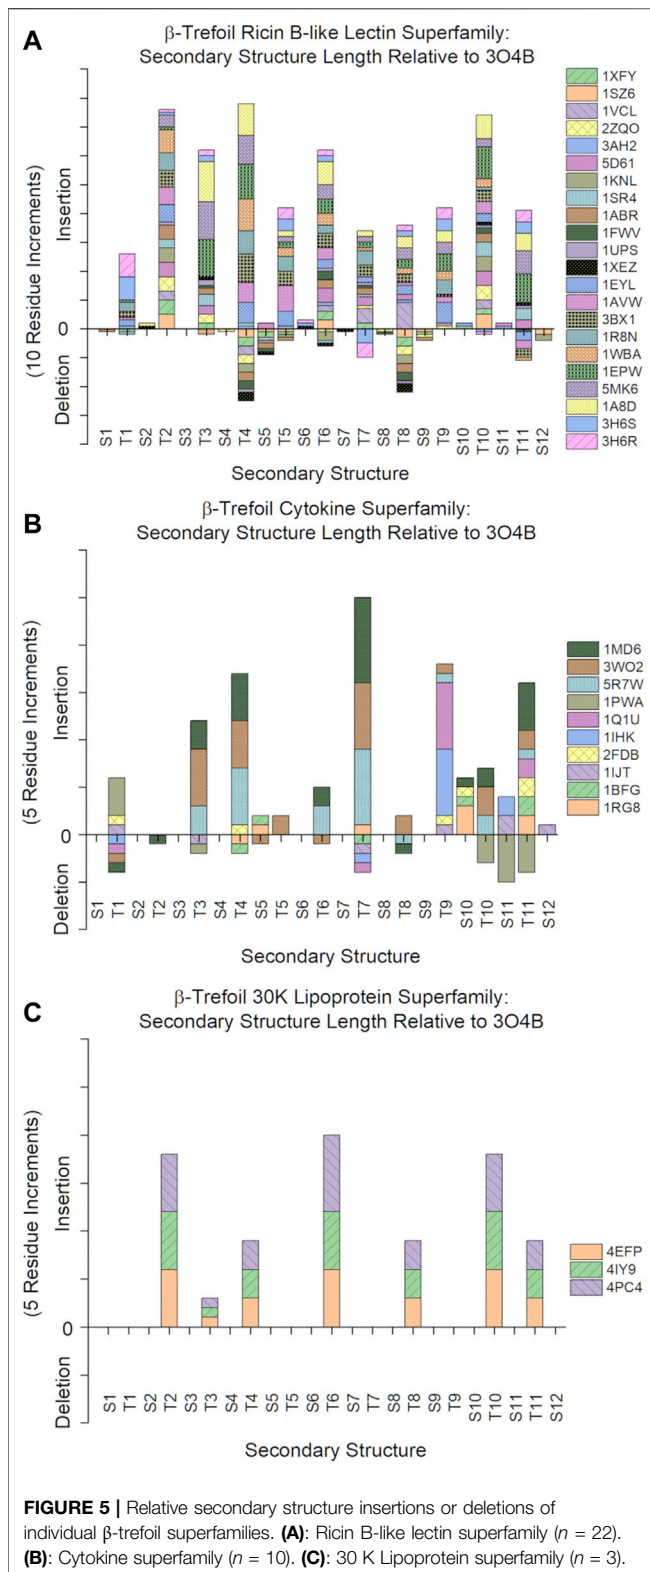 A
β-Trefoil Ricin B-like Lectin Superfamily:
Secondary Structure Length Relative to 3O4B
(10 Residue Increments)
Insertion
Deletion
0
S1 T1 S2 T2 S3 T3 S4 T4 S5 T5 S6 T6 S7 T7 S8 T8 S9 T9 S10 T10 S11 T11 S12
Secondary Structure
1XFY
1SZ6
1VCL
2ZQO
3AH2
5D61
1KNL
1SR4
1ABR
1FWV
1UPS
1XEZ
1EYL
1AVW
3BX1
1R8N
1WBA
1EPW
5MK6
1A8D
3H6S
3H6R
B
β-Trefoil Cytokine Superfamily:
Secondary Structure Length Relative to 3O4B
(5 Residue Increments)
Insertion
Deletion
0
S1 T1 S2 T2 S3 T3 S4 T4 S5 T5 S6 T6 S7 T7 S8 T8 S9 T9 S10 T10 S11 T11 S12
Secondary Structure
1MD6
3WO2
5R7W
1PWA
1Q1U
1IHK
2FDB
1IJT
1BFG
1RG8
C
β-Trefoil 30K Lipoprotein Superfamily:
Secondary Structure Length Relative to 3O4B
(5 Residue Increments)
Insertion
Deletion
0
S1 T1 S2 T2 S3 T3 S4 T4 S5 T5 S6 T6 S7 T7 S8 T8 S9 T9 S10 T10 S11 T11 S12
Secondary Structure
4EFP
4IY9
4PC4
FIGURE 5 | Relative secondary structure insertions or deletions of
individual β-trefoil superfamilies. (A): Ricin B-like lectin superfamily (n = 22).
(B): Cytokine superfamily (n = 10). (C): 30 K Lipoprotein superfamily (n = 3).